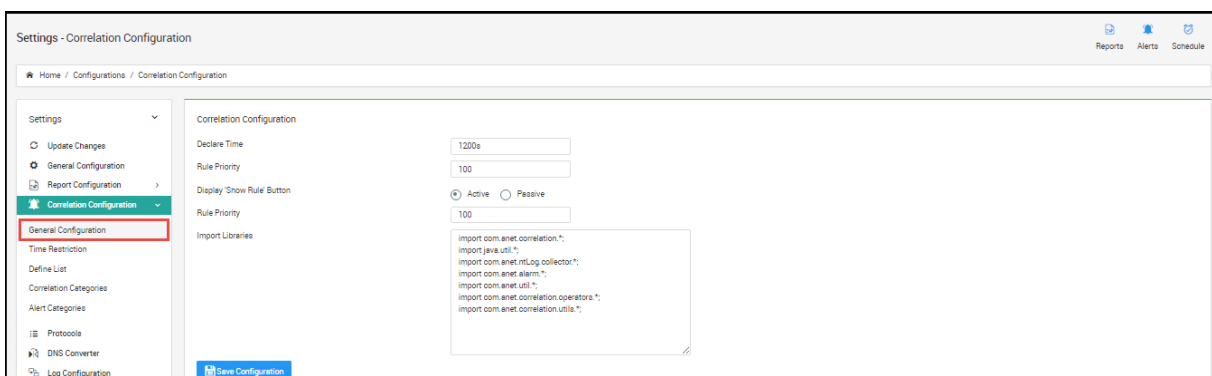 Settings - Correlation Configuration
Reports Alerts Schedule
Home / Configurations / Correlation Configuration
Settings
Update Changes
General Configuration
Report Configuration
Correlation Configuration
General Configuration
Time Restriction
Define List
Correlation Categories
Alert Categories
Protocols
DNS Converter
Log Configuration
Correlation Configuration
Declare Time 1200s
Rule Priority 100
Display 'Show Rule' Button Active Passive
Rule Priority 100
Import Libraries
import com.anet.correlation.*;
import java.util.*;
import com.anet.ntLog.collector.*;
import com.anet.alarm.*;
import com.anet.util.*;
import com.anet.correlation.operators.*;
import com.anet.correlation.utils.*;
Save Configuration